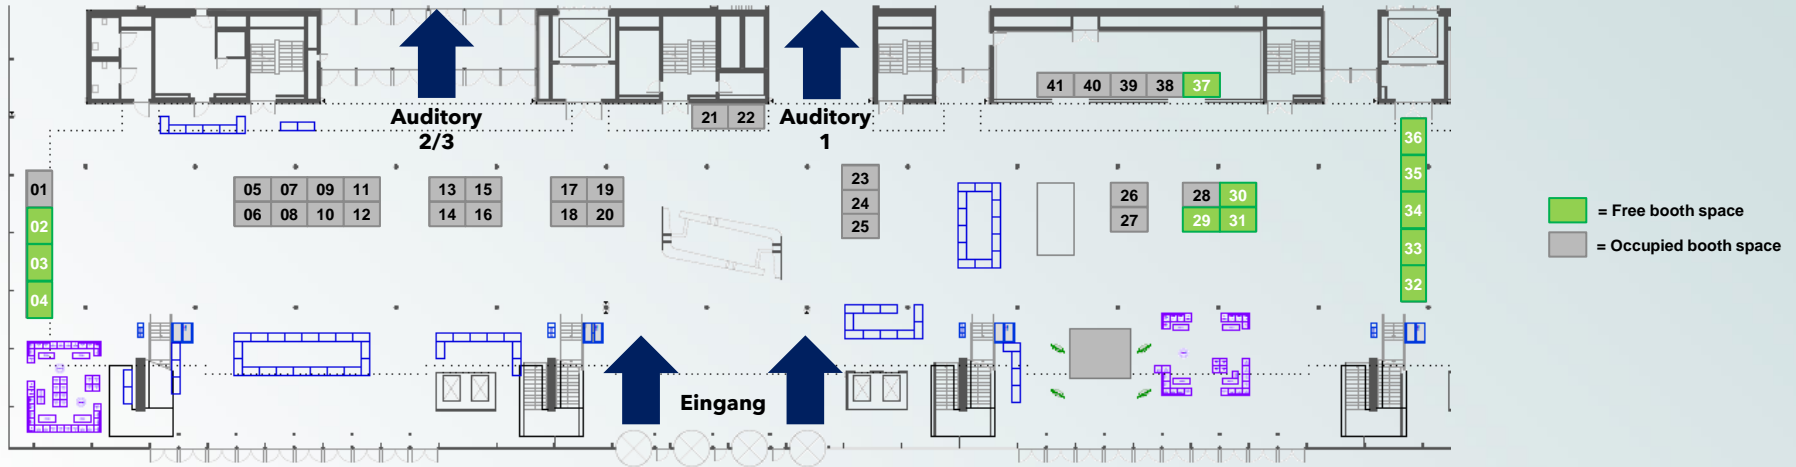 41 40 39 38 37
21 22
Auditory
2/3
Auditory
1
36
35
34
33
32
01
02
03
04
05 07 09 11
06 08 10 12
13 15
14 16
17 19
18 20
23
24
25
26
27
28 30
29 31
= Free booth space
= Occupied booth space
Eingang